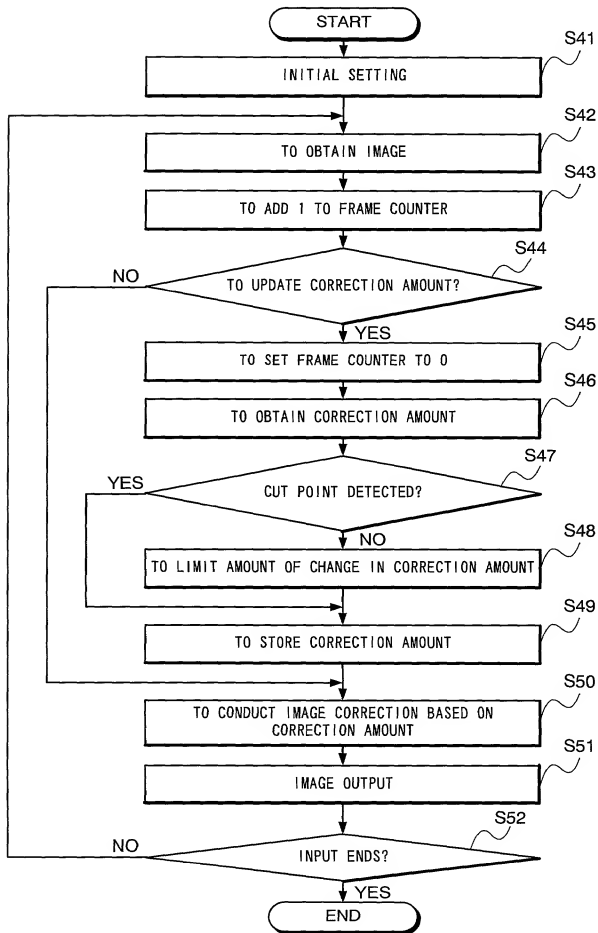 START
S41
INITIAL SETTING
S42
TO OBTAIN IMAGE
S43
TO ADD 1 TO FRAME COUNTER
S44
NO
TO UPDATE CORRECTION AMOUNT?
YES
S45
TO SET FRAME COUNTER TO 0
S46
TO OBTAIN CORRECTION AMOUNT
S47
YES
CUT POINT DETECTED?
NO
S48
TO LIMIT AMOUNT OF CHANGE IN CORRECTION AMOUNT
S49
TO STORE CORRECTION AMOUNT
S50
TO CONDUCT IMAGE CORRECTION BASED ON
CORRECTION AMOUNT
S51
IMAGE OUTPUT
S52
NO
INPUT ENDS?
YES
END